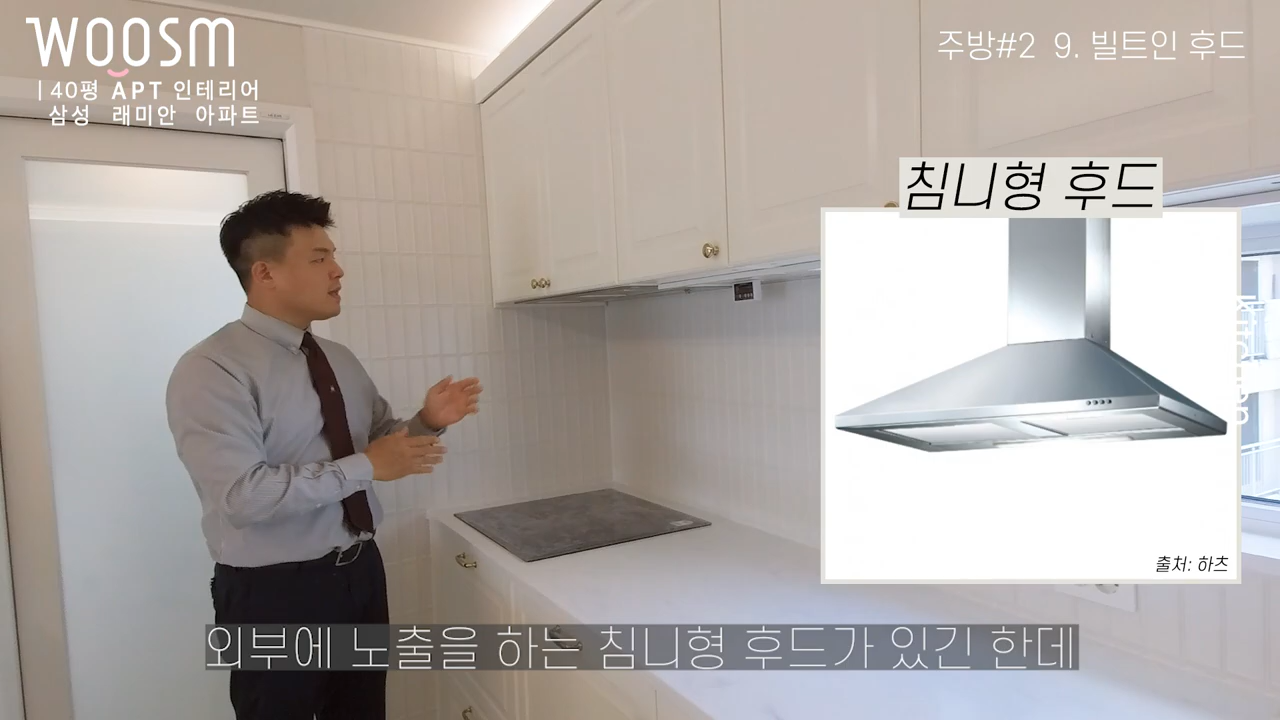 WOOSM
| 40평 APT 인테리어
삼성 래미안 아파트
주방#2 9. 빌트인 후드
침니형 후드
출처: 하츠
외부에 노출을 하는 침니형 후드가 있긴 한데